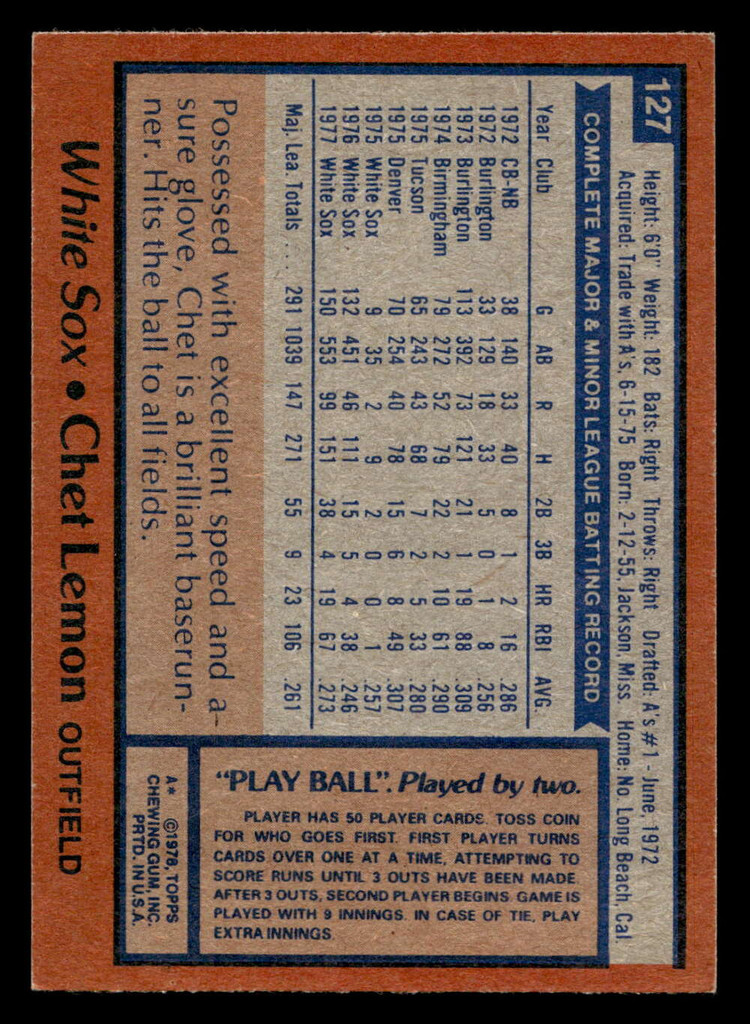 127
Height: 6'0" Weight: 182 Bats: Right Throws: Right Drafted: A's #1 - June, 1972
Acquired: Trade with A's, 6-15-75 Born: 2-12-55, Jackson, Miss. Home: No. Long Beach, Cal.
COMPLETE MAJOR & MINOR LEAGUE BATTING RECORD
Year Club G AB R H 2B 3B HR RBI AVG.
1972 CB-NB 38 140 33 40 8 1 2 16 .286
1972 Burlington 33 129 18 33 5 0 1 8 .256
1973 Burlington 113 392 73 121 21 1 19 88 .309
1974 Birmingham 79 272 52 79 22 2 10 61 .290
1975 Tucson 65 243 43 68 7 2 5 33 .280
1975 Denver 70 254 40 78 15 6 8 49 .307
1975 White Sox 9 35 2 9 2 0 0 1 .257
1976 White Sox 132 451 46 111 15 5 4 38 .246
1977 White Sox 150 553 99 151 38 4 19 67 .273
Maj. Lea. Totals .... 291 1039 147 271 55 9 23 106 .261
Possessed with excellent speed and a-
sure glove, Chet is a brilliant baserun-
ner. Hits the ball to all fields.
White Sox • Chet Lemon OUTFIELD
"PLAY BALL". Played by two.
PLAYER HAS 50 PLAYER CARDS. TOSS COIN
FOR WHO GOES FIRST. FIRST PLAYER TURNS
CARDS OVER ONE AT A TIME, ATTEMPTING TO
SCORE RUNS UNTIL 3 OUTS HAVE BEEN MADE.
AFTER 3 OUTS, SECOND PLAYER BEGINS. GAME IS
PLAYED WITH 9 INNINGS. IN CASE OF TIE, PLAY
EXTRA INNINGS.
A* ©1978, TOPPS
CHEWING GUM, INC.
PRTD. IN U.S.A.